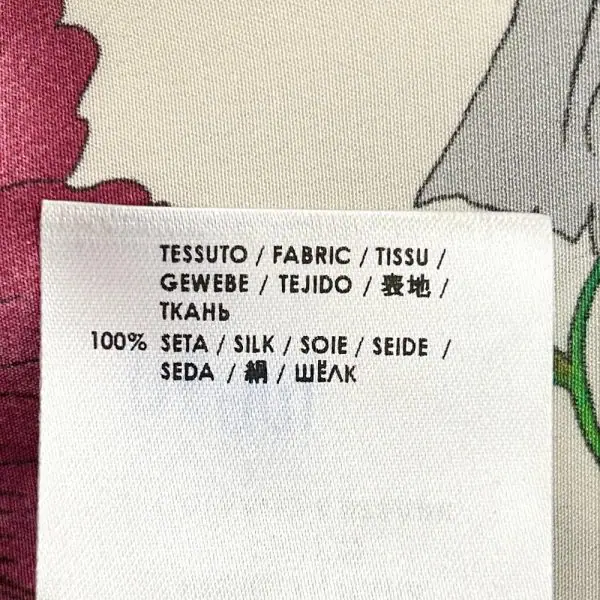 TESSUTO / FABRIC / TISSU /
GEWEBE / TEJIDO / 表地 /
ТКАНЬ
100% SETA / SILK / SOIE / SEIDE /
SEDA / 絹 / ШЁЛК